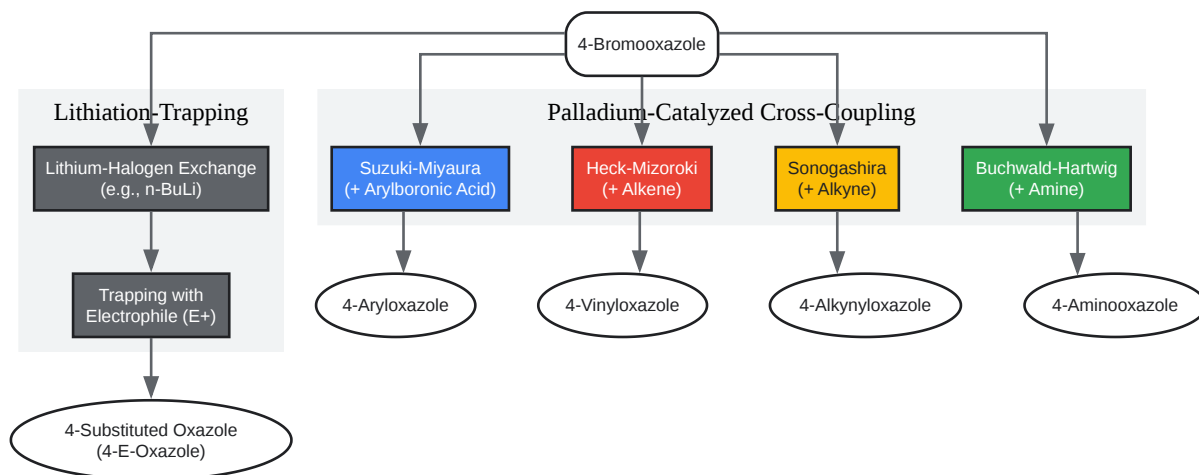 4-Bromooxazole
Lithiation-Trapping
Palladium-Catalyzed Cross-Coupling
Lithium-Halogen Exchange
(e.g., n-BuLi)
Suzuki-Miyaura
(+ Arylboronic Acid)
Heck-Mizoroki
(+ Alkene)
Sonogashira
(+ Alkyne)
Buchwald-Hartwig
(+ Amine)
Trapping with
Electrophile (E+)
4-Aryloxazole
4-Vinyloxazole
4-Alkynyloxazole
4-Aminooxazole
4-Substituted Oxazole
(4-E-Oxazole)